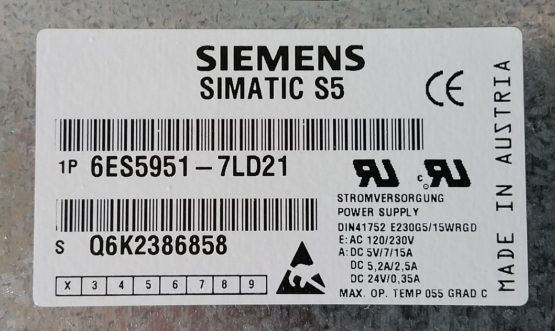 SIEMENS
SIMATIC S5
CE
1P 6ES5951-7LD21
S Q6K2386858
X 3 4 5 6 7 8 9
STROMVERSORGUNG
POWER SUPPLY
DIN41752 E230G5/15WRGD
E: AC 120/230V
A: DC 5V/7/15A
DC 5,2A/2,5A
DC 24V/0,35A
MAX. OP. TEMP 055 GRAD C
MADE IN AUSTRIA